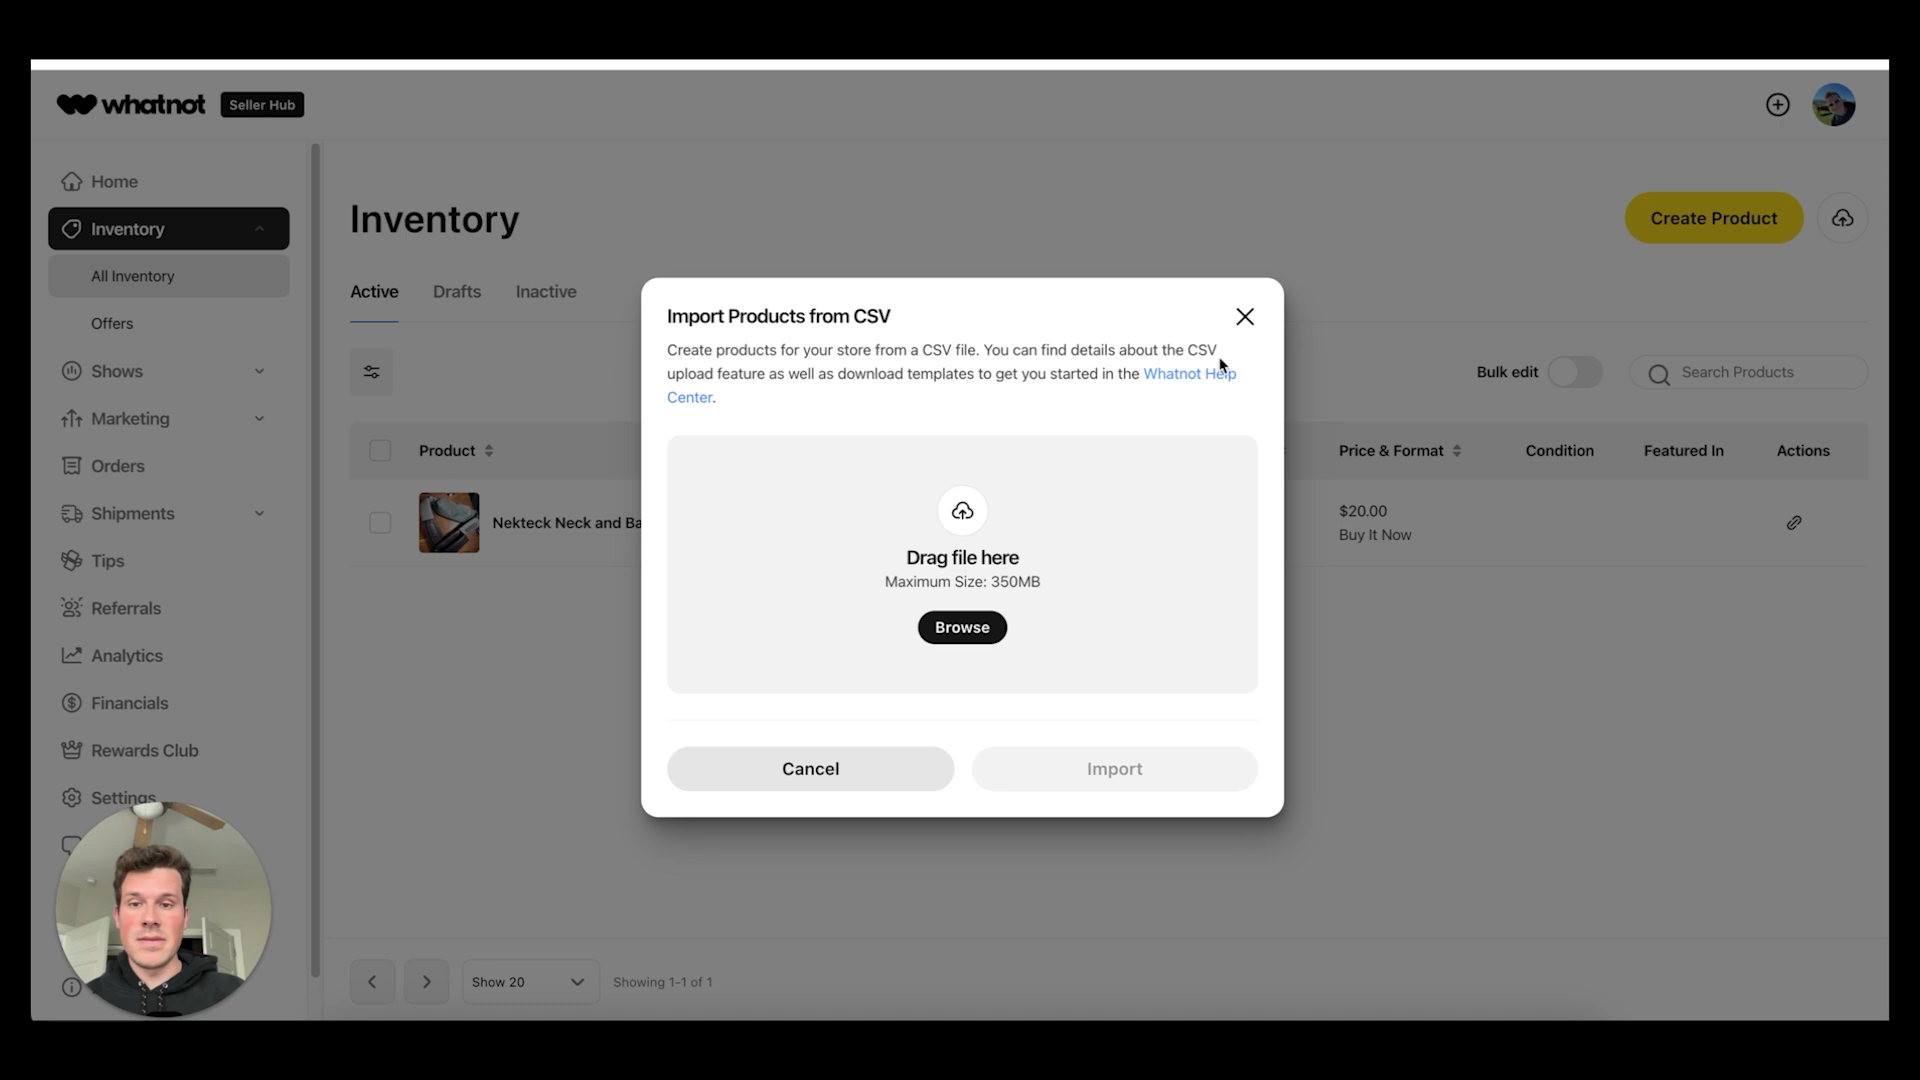 whatnot Seller Hub
Home
Inventory
All Inventory
Offers
Shows
Marketing
Orders
Shipments
Tips
Referrals
Analytics
Financials
Rewards Club
Settings
Inventory
Create Product
Active Drafts Inactive
Bulk edit
Search Products
Product
Price & Format
Condition
Featured In
Actions
Nekteck Neck and Ba
$20.00
Buy It Now
Import Products from CSV
Create products for your store from a CSV file. You can find details about the CSV
upload feature as well as download templates to get you started in the Whatnot Help
Center.
Drag file here
Maximum Size: 350MB
Browse
Cancel
Import
Show 20
Showing 1-1 of 1